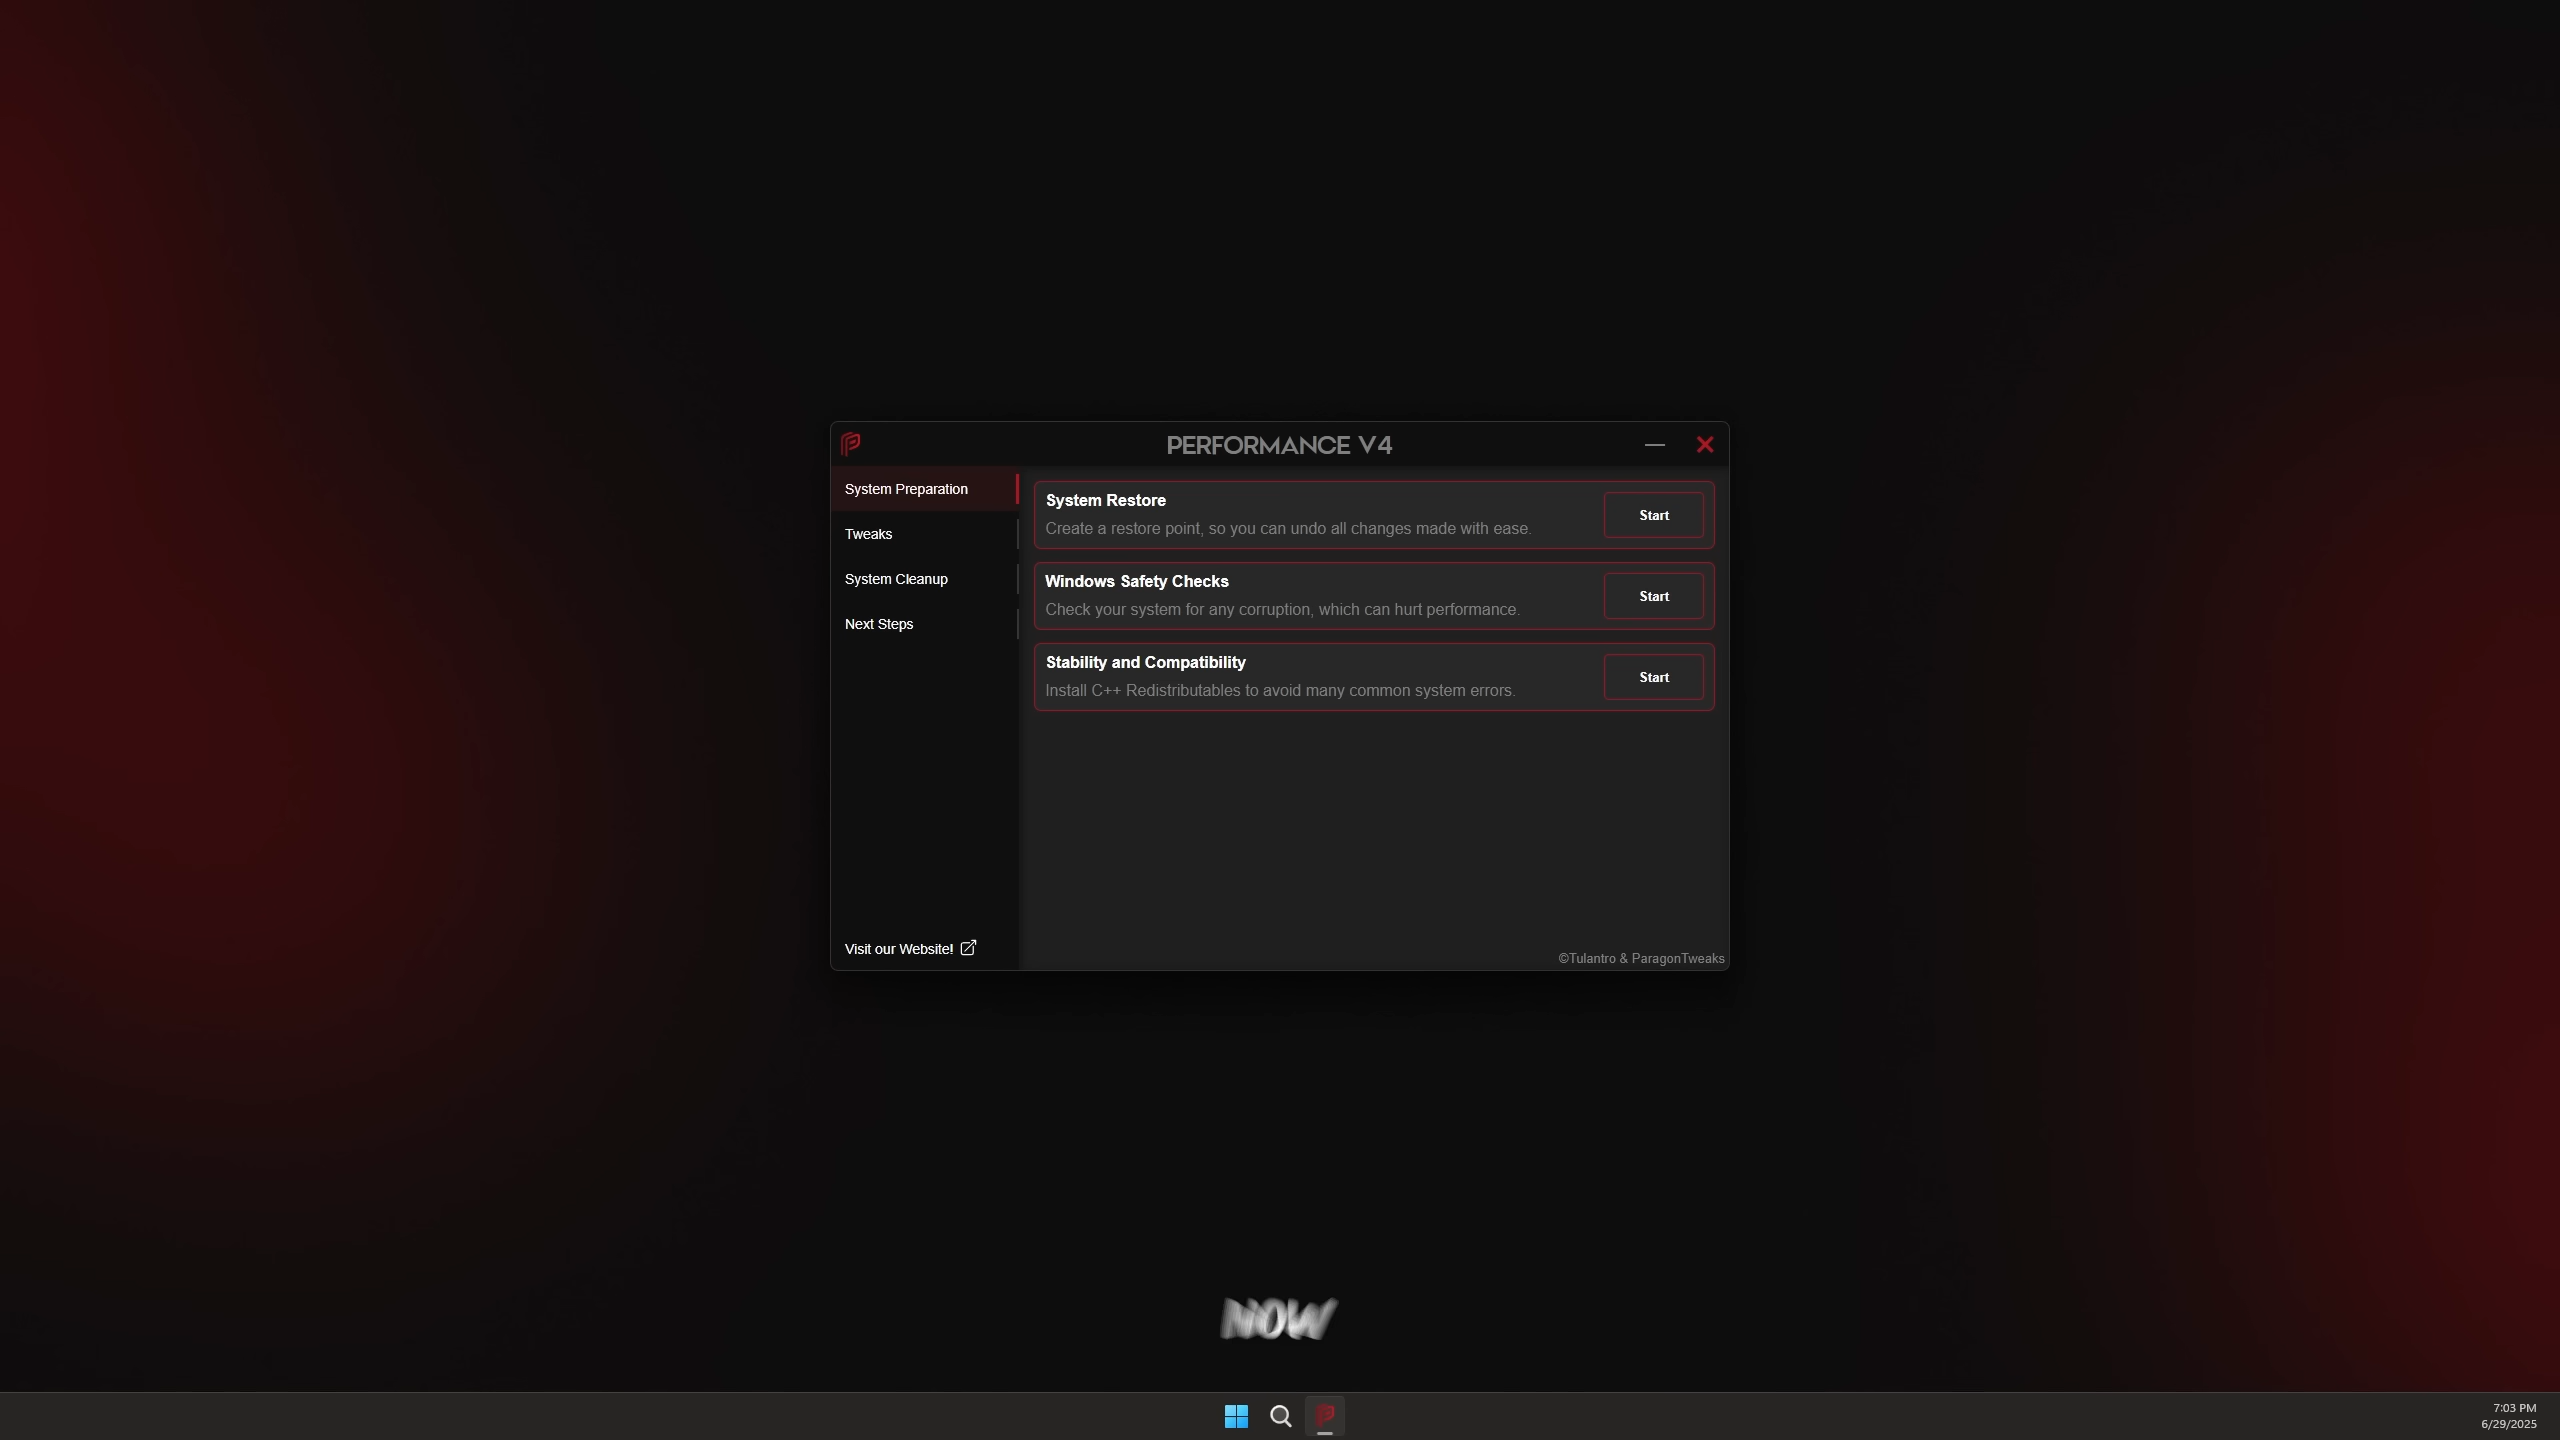 PERFORMANCE V4
System Preparation
Tweaks
System Cleanup
Next Steps
System Restore
Create a restore point, so you can undo all changes made with ease.
Start
Windows Safety Checks
Check your system for any corruption, which can hurt performance.
Start
Stability and Compatibility
Install C++ Redistributables to avoid many common system errors.
Start
Visit our Website!
©Tulantro & ParagonTweaks
NOW
7:03 PM
6/29/2025